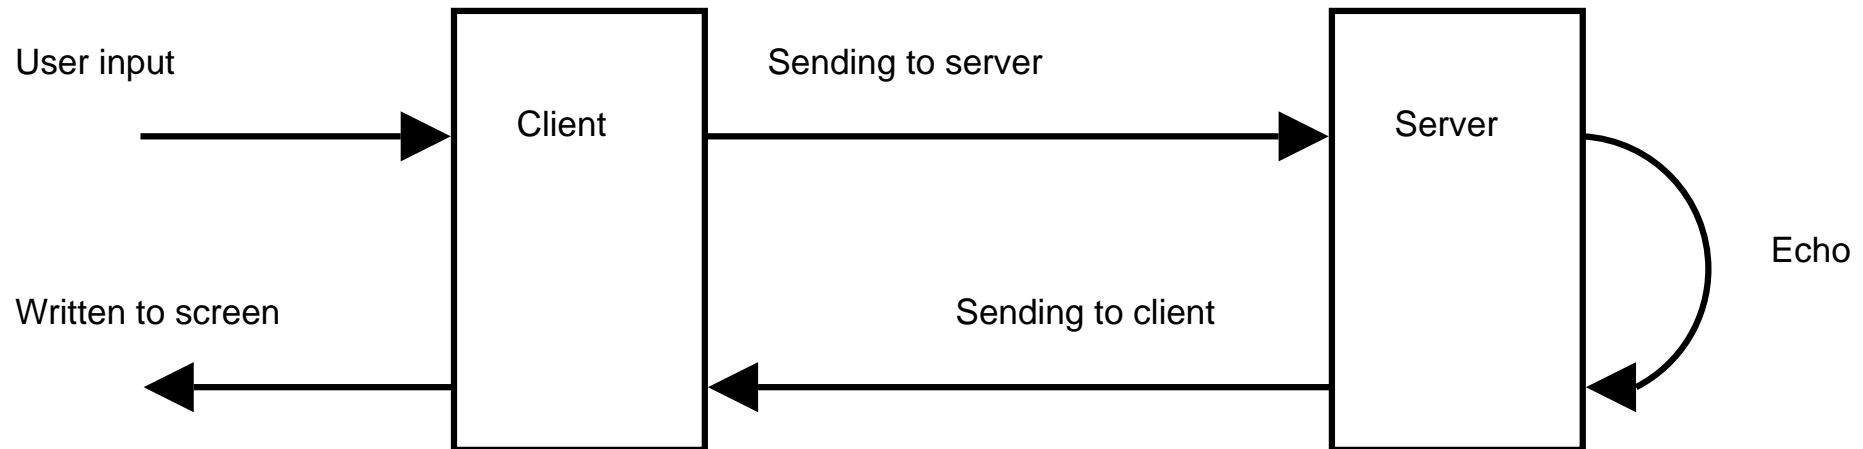 User input
Sending to server
Client
Server
Echo
Written to screen
Sending to client